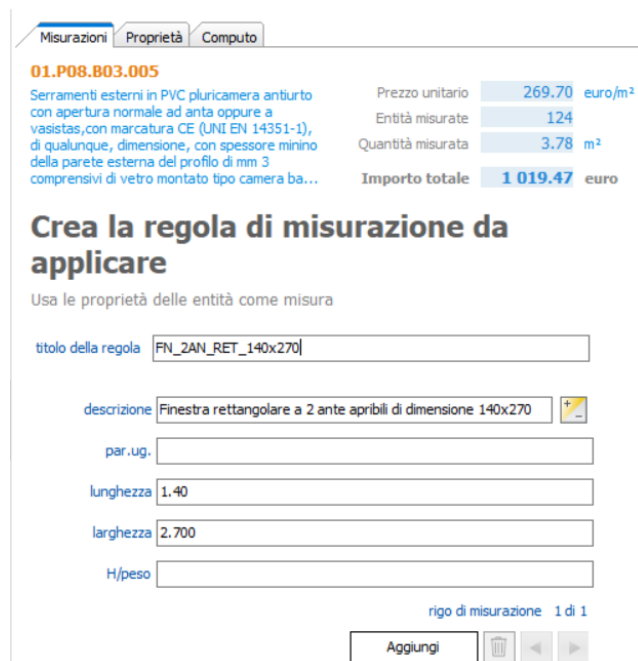 Misurazioni Proprietà Computo
01.P08.B03.005
Serramenti esterni in PVC pluricamera antiurto
con apertura normale ad anta oppure a
vasistas,con marcatura CE (UNI EN 14351-1),
di qualunque, dimensione, con spessore minino
della parete esterna del profilo di mm 3
comprensivi di vetro montato tipo camera ba...
Prezzo unitario 269.70 euro/m²
Entità misurate 124
Quantità misurata 3.78 m²
Importo totale 1 019.47 euro
Crea la regola di misurazione da
applicare
Usa le proprietà delle entità come misura
titolo della regola FN_2AN_RET_140x270
descrizione Finestra rettangolare a 2 ante apribili di dimensione 140x270
par.ug.
lunghezza 1.40
larghezza 2.700
H/peso
rigo di misurazione 1 di 1
Aggiungi